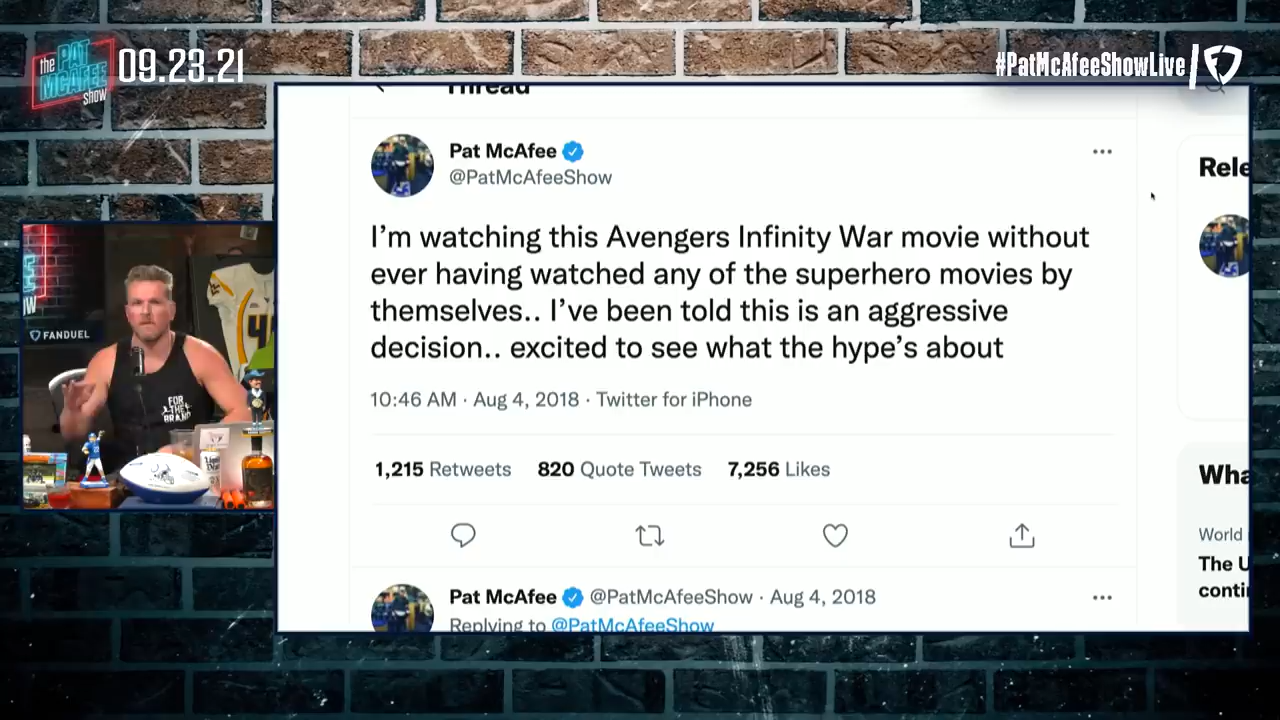 the
PAT
MCAFEE
show
09.23.21
#PatMcAfeeShowLive
Thread
Pat McAfee
@PatMcAfeeShow
I’m watching this Avengers Infinity War movie without
ever having watched any of the superhero movies by
themselves.. I’ve been told this is an aggressive
decision.. excited to see what the hype’s about
10:46 AM · Aug 4, 2018 · Twitter for iPhone
1,215 Retweets 820 Quote Tweets 7,256 Likes
Pat McAfee @PatMcAfeeShow · Aug 4, 2018
Replying to @PatMcAfeeShow
Rele
Wha
World
The U
conti
FANDUEL
FOR
THE
BRAND
4